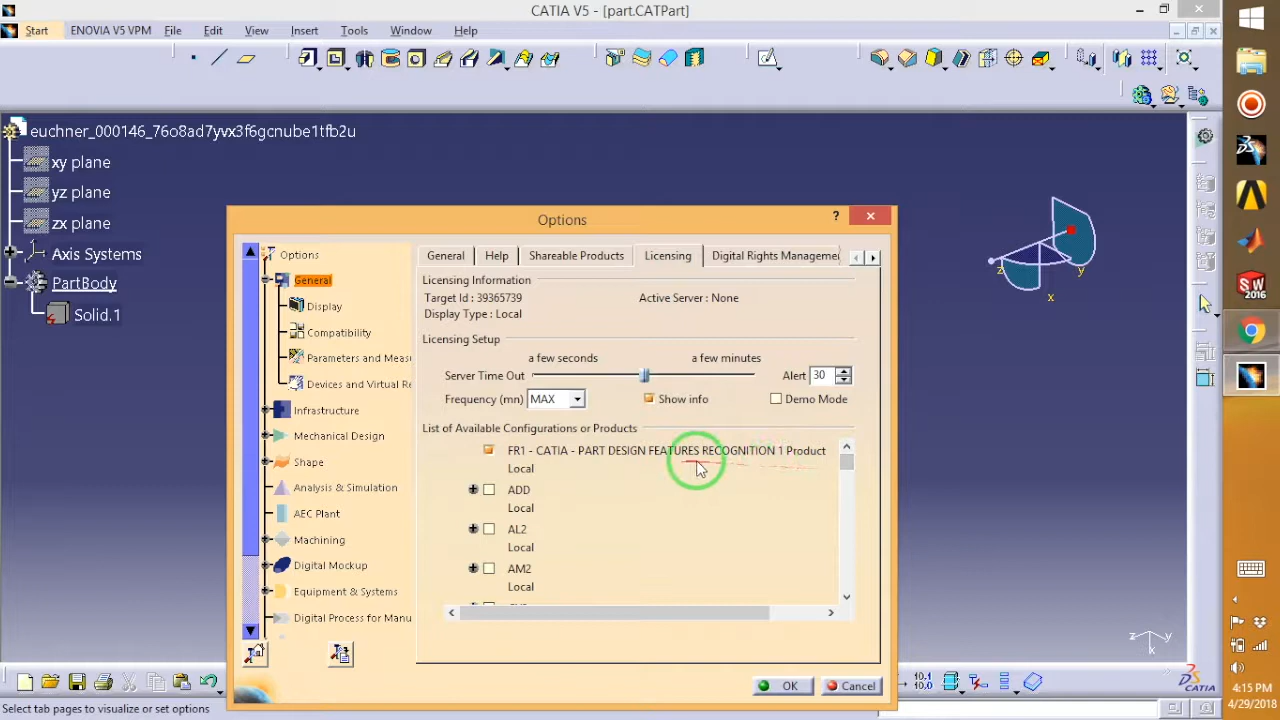 CATIA V5 - [part.CATPart]
Start ENOVIA V5 VPM File Edit View Insert Tools Window Help
euchner_000146_76o8ad7yvx3f6gcnube1tfb2u
xy plane
yz plane
zx plane
Axis Systems
PartBody
Solid.1
z y
x
Options
?
Options
General
Display
Compatibility
Parameters and Meas
Devices and Virtual Re
Infrastructure
Mechanical Design
Shape
Analysis & Simulation
AEC Plant
Machining
Digital Mockup
Equipment & Systems
Digital Process for Manu
General Help Shareable Products Licensing Digital Rights Managemen
Licensing Information
Target Id : 39365739 Active Server : None
Display Type : Local
Licensing Setup
a few seconds a few minutes
Server Time Out Alert 30
Frequency (mn) MAX Show info Demo Mode
List of Available Configurations or Products
FR1 - CATIA - PART DESIGN FEATURES RECOGNITION 1 Product
Local
ADD
Local
AL2
Local
AM2
Local
OK Cancel
z y
x
CATIA
Select tab pages to visualize or set options
SW
2016
4:15 PM
4/29/2018